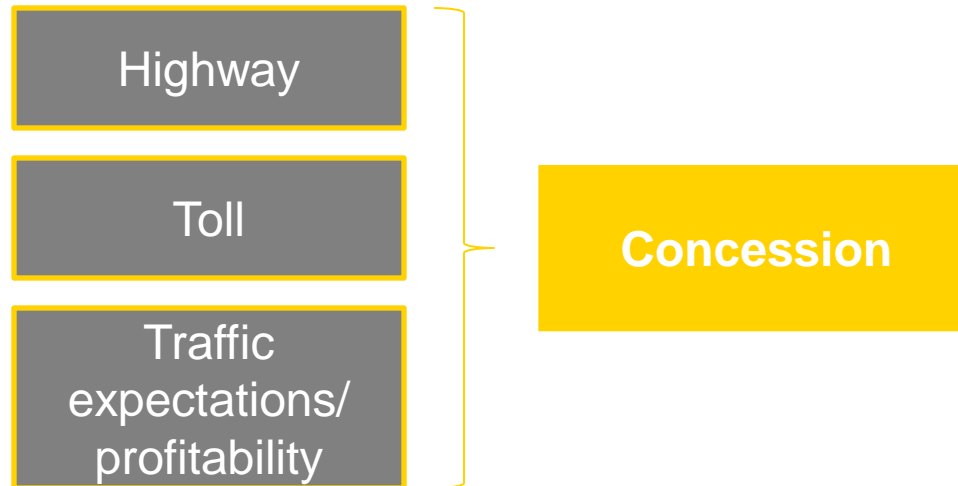 Highway
Toll
Traffic
expectations/
profitability
Concession